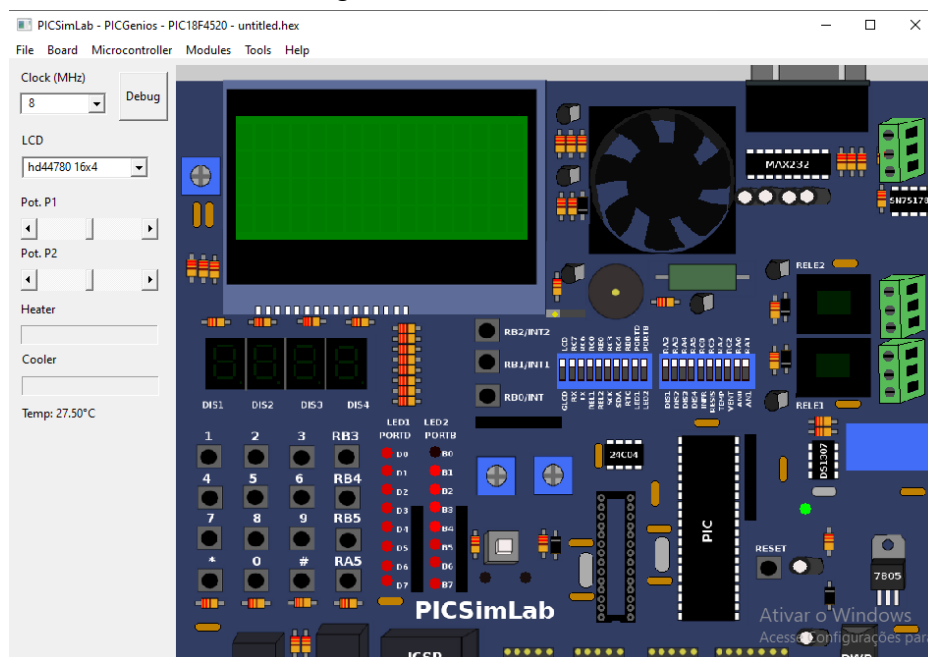 PICSimLab - PICGenios - PIC18F4520 - untitled.hex
File Board Microcontroller Modules Tools Help
Clock (MHz)
8
Debug
LCD
hd44780 16x4
Pot. P1
Pot. P2
Heater
Cooler
Temp: 27.50°C
MAX232
SN75178
RELE2
RELE1
RB2/INT2
RB1/INT1
RB0/INT
DIS1 DIS2 DIS3 DIS4
LED1 LED2
PORTD PORTB
1 2 3 RB3
4 5 6 RB4
7 8 9 RB5
* 0 # RA5
D0 B0
D1 B1
D2 B2
D3 B3
D4 B4
D5 B5
D6 B6
D7 B7
24C04
DS1307
PIC
RESET
7805
PICSimLab
ICSP
Ativar o Windows
Acesse Configurações para